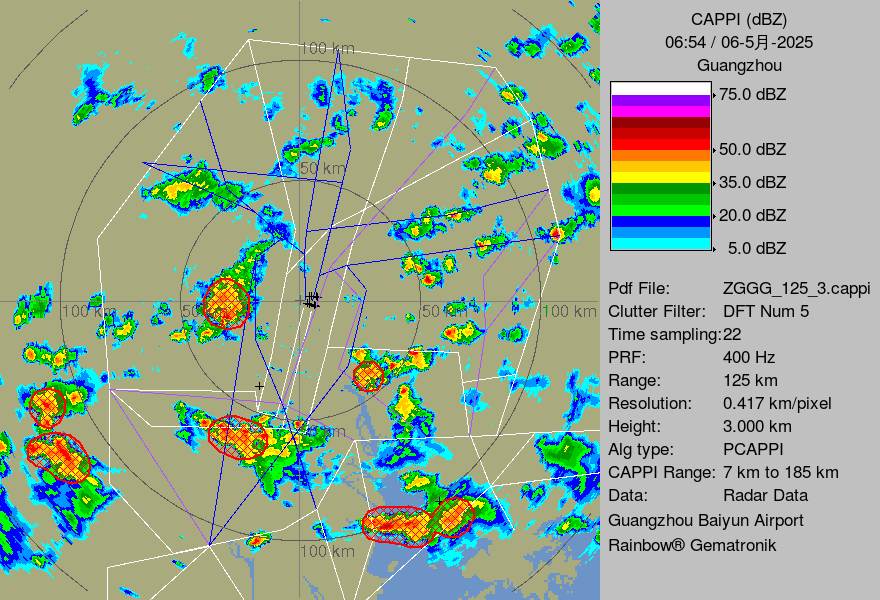 100 km
50 km
100 km
50 km
50 km
100 km
50 km
100 km
CAPPI (dBZ)
06:54 / 06-5月-2025
Guangzhou
75.0 dBZ
50.0 dBZ
35.0 dBZ
20.0 dBZ
5.0 dBZ
Pdf File: ZGGG_125_3.cappi
Clutter Filter: DFT Num 5
Time sampling:22
PRF: 400 Hz
Range: 125 km
Resolution: 0.417 km/pixel
Height: 3.000 km
Alg type: PCAPPI
CAPPI Range: 7 km to 185 km
Data: Radar Data
Guangzhou Baiyun Airport
Rainbow® Gematronik